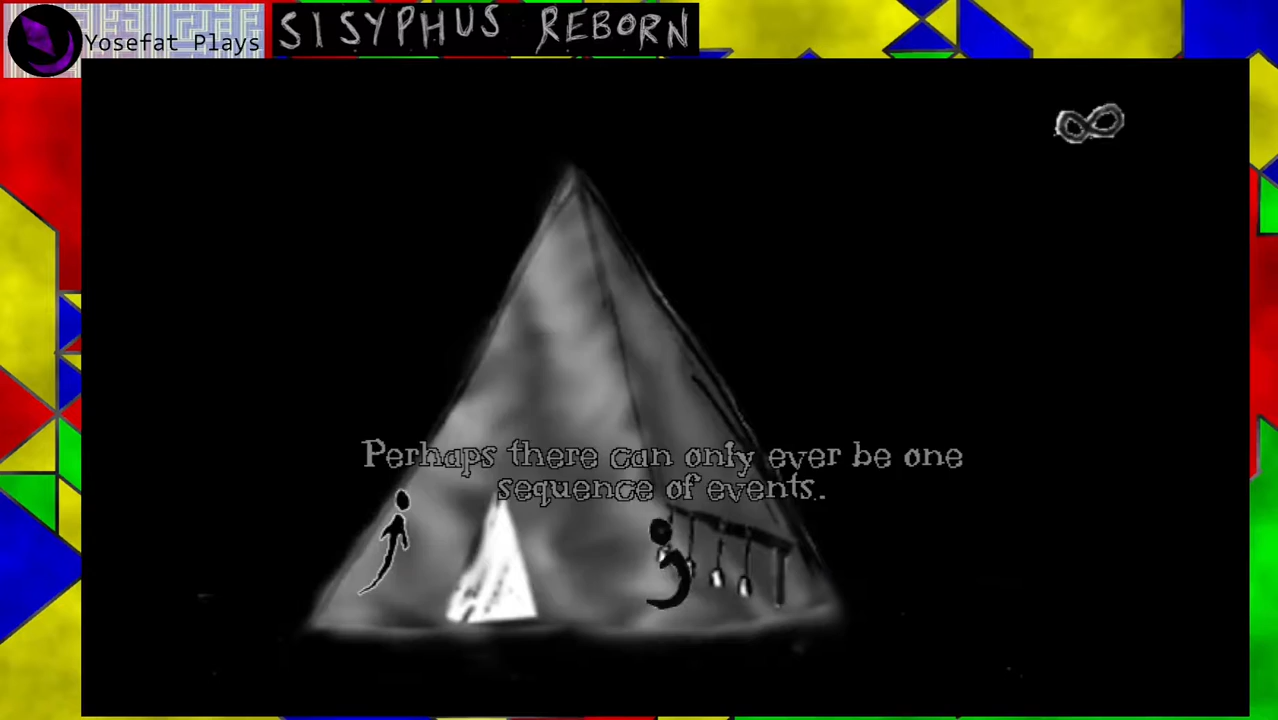 Yosefat Plays
SISYPHUS REBORN
Perhaps there can only ever be one
sequence of events.